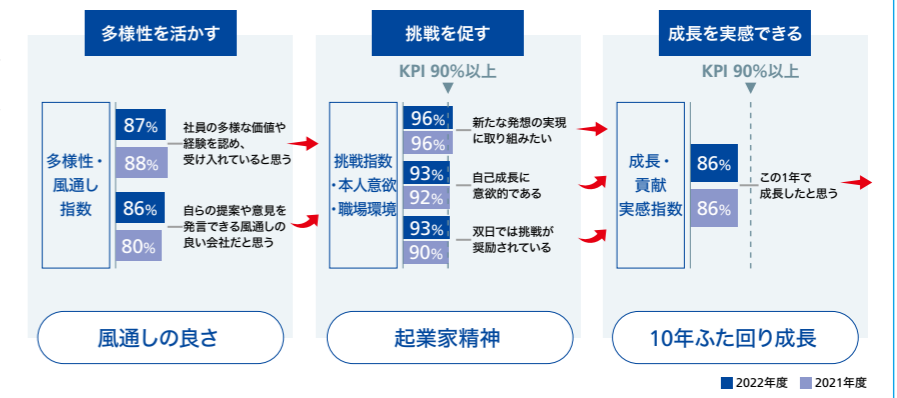 多様性を活かす
多様性・
風通し
指数
87%
88%
社員の多様な価値や
経験を認め、
受け入れていると思う
86%
80%
自らの提案や意見を
発言できる風通しの
良い会社だと思う
風通しの良さ
挑戦を促す
KPI 90%以上
挑戦指数
・本人意欲
・職場環境
96%
96%
新たな発想の実現
に取り組みたい
93%
92%
自己成長に
意欲的である
93%
90%
双日では挑戦が
奨励されている
起業家精神
成長を実感できる
KPI 90%以上
成長・
貢献
実感指数
86%
86%
この1年で
成長したと思う
10年ふた回り成長
2022年度
2021年度